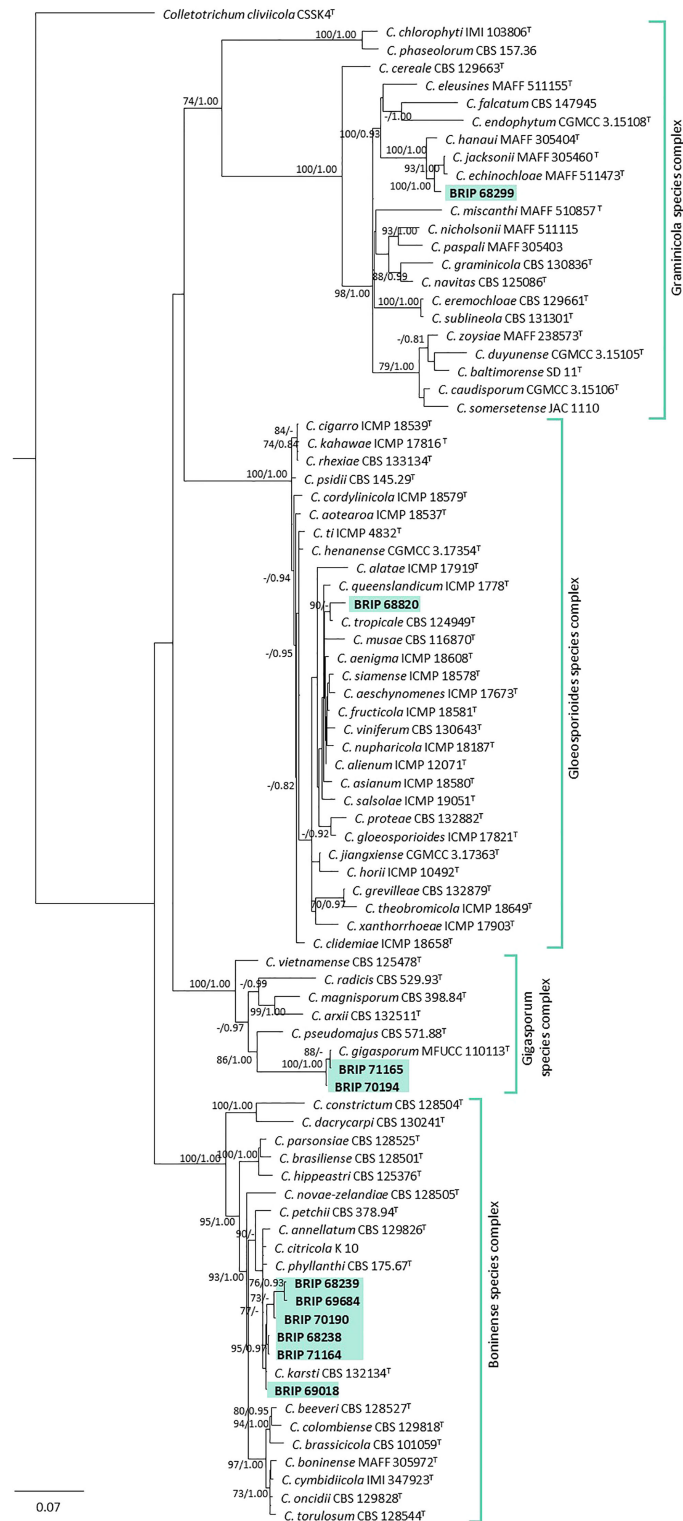 Colletotrichum cliviicola CSSK4ᵀ
100/1.00
C. chlorophyti IMI 103806ᵀ
C. phaseolorum CBS 157.36
C. cereale CBS 129663ᵀ
C. eleusines MAFF 511155ᵀ
74/1.00
C. falcatum CBS 147945
-/1.00
C. endophytum CGMCC 3.15108ᵀ
100/0.93
C. hanaui MAFF 305404ᵀ
100/1.00
C. jacksonii MAFF 305460ᵀ
93/1.00
100/1.00
C. echinochloae MAFF 511473ᵀ
100/1.00
BRIP 68299
C. miscanthi MAFF 510857ᵀ
93/1.00
C. nicholsonii MAFF 511115
C. paspali MAFF 305403
C. graminicola CBS 130836ᵀ
88/0.99
C. navitas CBS 125086ᵀ
98/1.00
C. eremochloae CBS 129661ᵀ
100/1.00
C. sublineola CBS 131301ᵀ
C. zoysiae MAFF 238573ᵀ
-/0.81
C. duyunense CGMCC 3.15105ᵀ
79/1.00
C. baltimorense SD 11ᵀ
C. caudisporum CGMCC 3.15106ᵀ
C. somersetense JAC 1110
Graminicola species complex
C. cigarro ICMP 18539ᵀ
84/-
74/0.84
C. kahawae ICMP 17816ᵀ
C. rhexiae CBS 133134ᵀ
100/1.00
C. psidii CBS 145.29ᵀ
C. cordylinicola ICMP 18579ᵀ
C. aotearoa ICMP 18537ᵀ
C. ti ICMP 4832ᵀ
C. henanense CGMCC 3.17354ᵀ
C. alatae ICMP 17919ᵀ
-/0.94
C. queenslandicum ICMP 1778ᵀ
90/-
BRIP 68820
C. tropicale CBS 124949ᵀ
C. musae CBS 116870ᵀ
-/0.95
C. aenigma ICMP 18608ᵀ
C. siamense ICMP 18578ᵀ
C. aeschynomenes ICMP 17673ᵀ
C. fructicola ICMP 18581ᵀ
C. viniferum CBS 130643ᵀ
C. nupharicola ICMP 18187ᵀ
C. alienum ICMP 12071ᵀ
-/0.82
C. asianum ICMP 18580ᵀ
C. salsolae ICMP 19051ᵀ
C. proteae CBS 132882ᵀ
-/0.92
C. gloeosporioides ICMP 17821ᵀ
C. jiangxiense CGMCC 3.17363ᵀ
C. horii ICMP 10492ᵀ
C. grevilleae CBS 132879ᵀ
70/0.97
C. theobromicola ICMP 18649ᵀ
C. xanthorrhoeae ICMP 17903ᵀ
C. clidemiae ICMP 18658ᵀ
Gloeosporioides species complex
C. vietnamense CBS 125478ᵀ
100/1.00
-/0.99
C. radicis CBS 529.93ᵀ
C. magnisporum CBS 398.84ᵀ
99/1.00
C. arxii CBS 132511ᵀ
-/0.97
C. pseudomajus CBS 571.88ᵀ
86/1.00
88/-
C. gigasporum MFUCC 110113ᵀ
100/1.00
BRIP 71165
BRIP 70194
Gigasporum
species complex
C. constrictum CBS 128504ᵀ
100/1.00
C. dacrycarpi CBS 130241ᵀ
C. parsonsiae CBS 128525ᵀ
100/1.00
100/1.00
C. brasiliense CBS 128501ᵀ
C. hippeastri CBS 125376ᵀ
C. novae-zelandiae CBS 128505ᵀ
C. petchii CBS 378.94ᵀ
95/1.00
90/-
C. annellatum CBS 129826ᵀ
C. citricola K 10
C. phyllanthi CBS 175.67ᵀ
93/1.00
76/0.93
BRIP 68239
73/-
BRIP 69684
77/-
BRIP 70190
BRIP 68238
95/0.97
BRIP 71164
C. karsti CBS 132134ᵀ
BRIP 69018
80/0.95
C. beeveri CBS 128527ᵀ
94/1.00
C. colombiense CBS 129818ᵀ
C. brassicicola CBS 101059ᵀ
97/1.00
C. boninense MAFF 305972ᵀ
C. cymbidiicola IMI 347923ᵀ
73/1.00
C. oncidii CBS 129828ᵀ
C. torulosum CBS 128544ᵀ
Boninense species complex
0.07